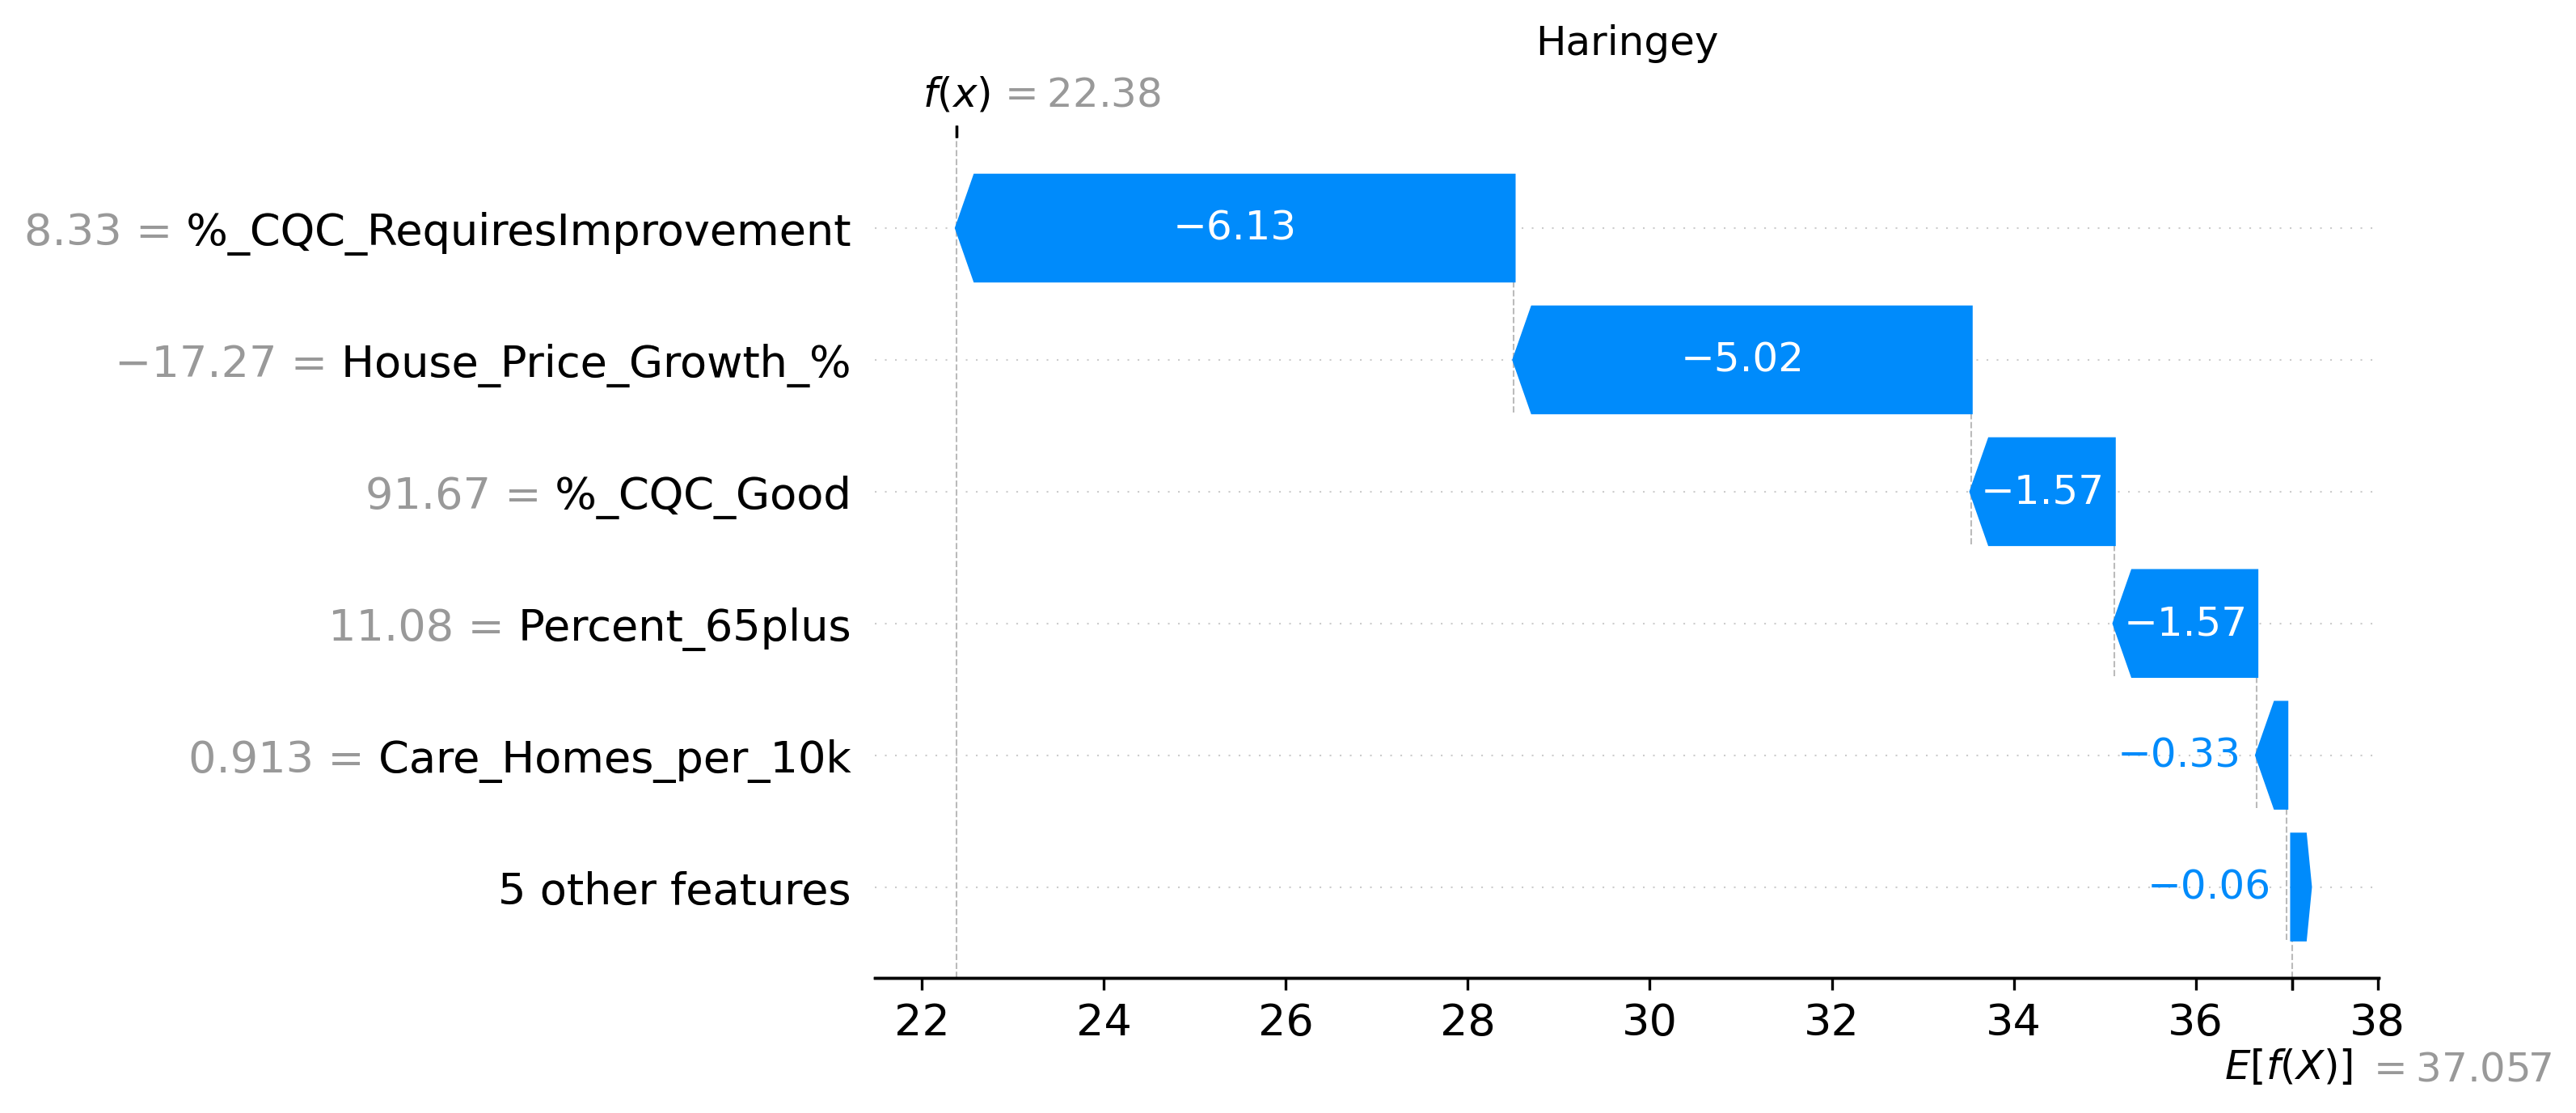 Haringey
f(x) = 22.38
8.33 = %_CQC_RequiresImprovement
−6.13
−17.27 = House_Price_Growth_%
−5.02
91.67 = %_CQC_Good
−1.57
11.08 = Percent_65plus
−1.57
0.913 = Care_Homes_per_10k
−0.33
5 other features
−0.06
22 24 26 28 30 32 34 36 38
E[f(X)] = 37.057